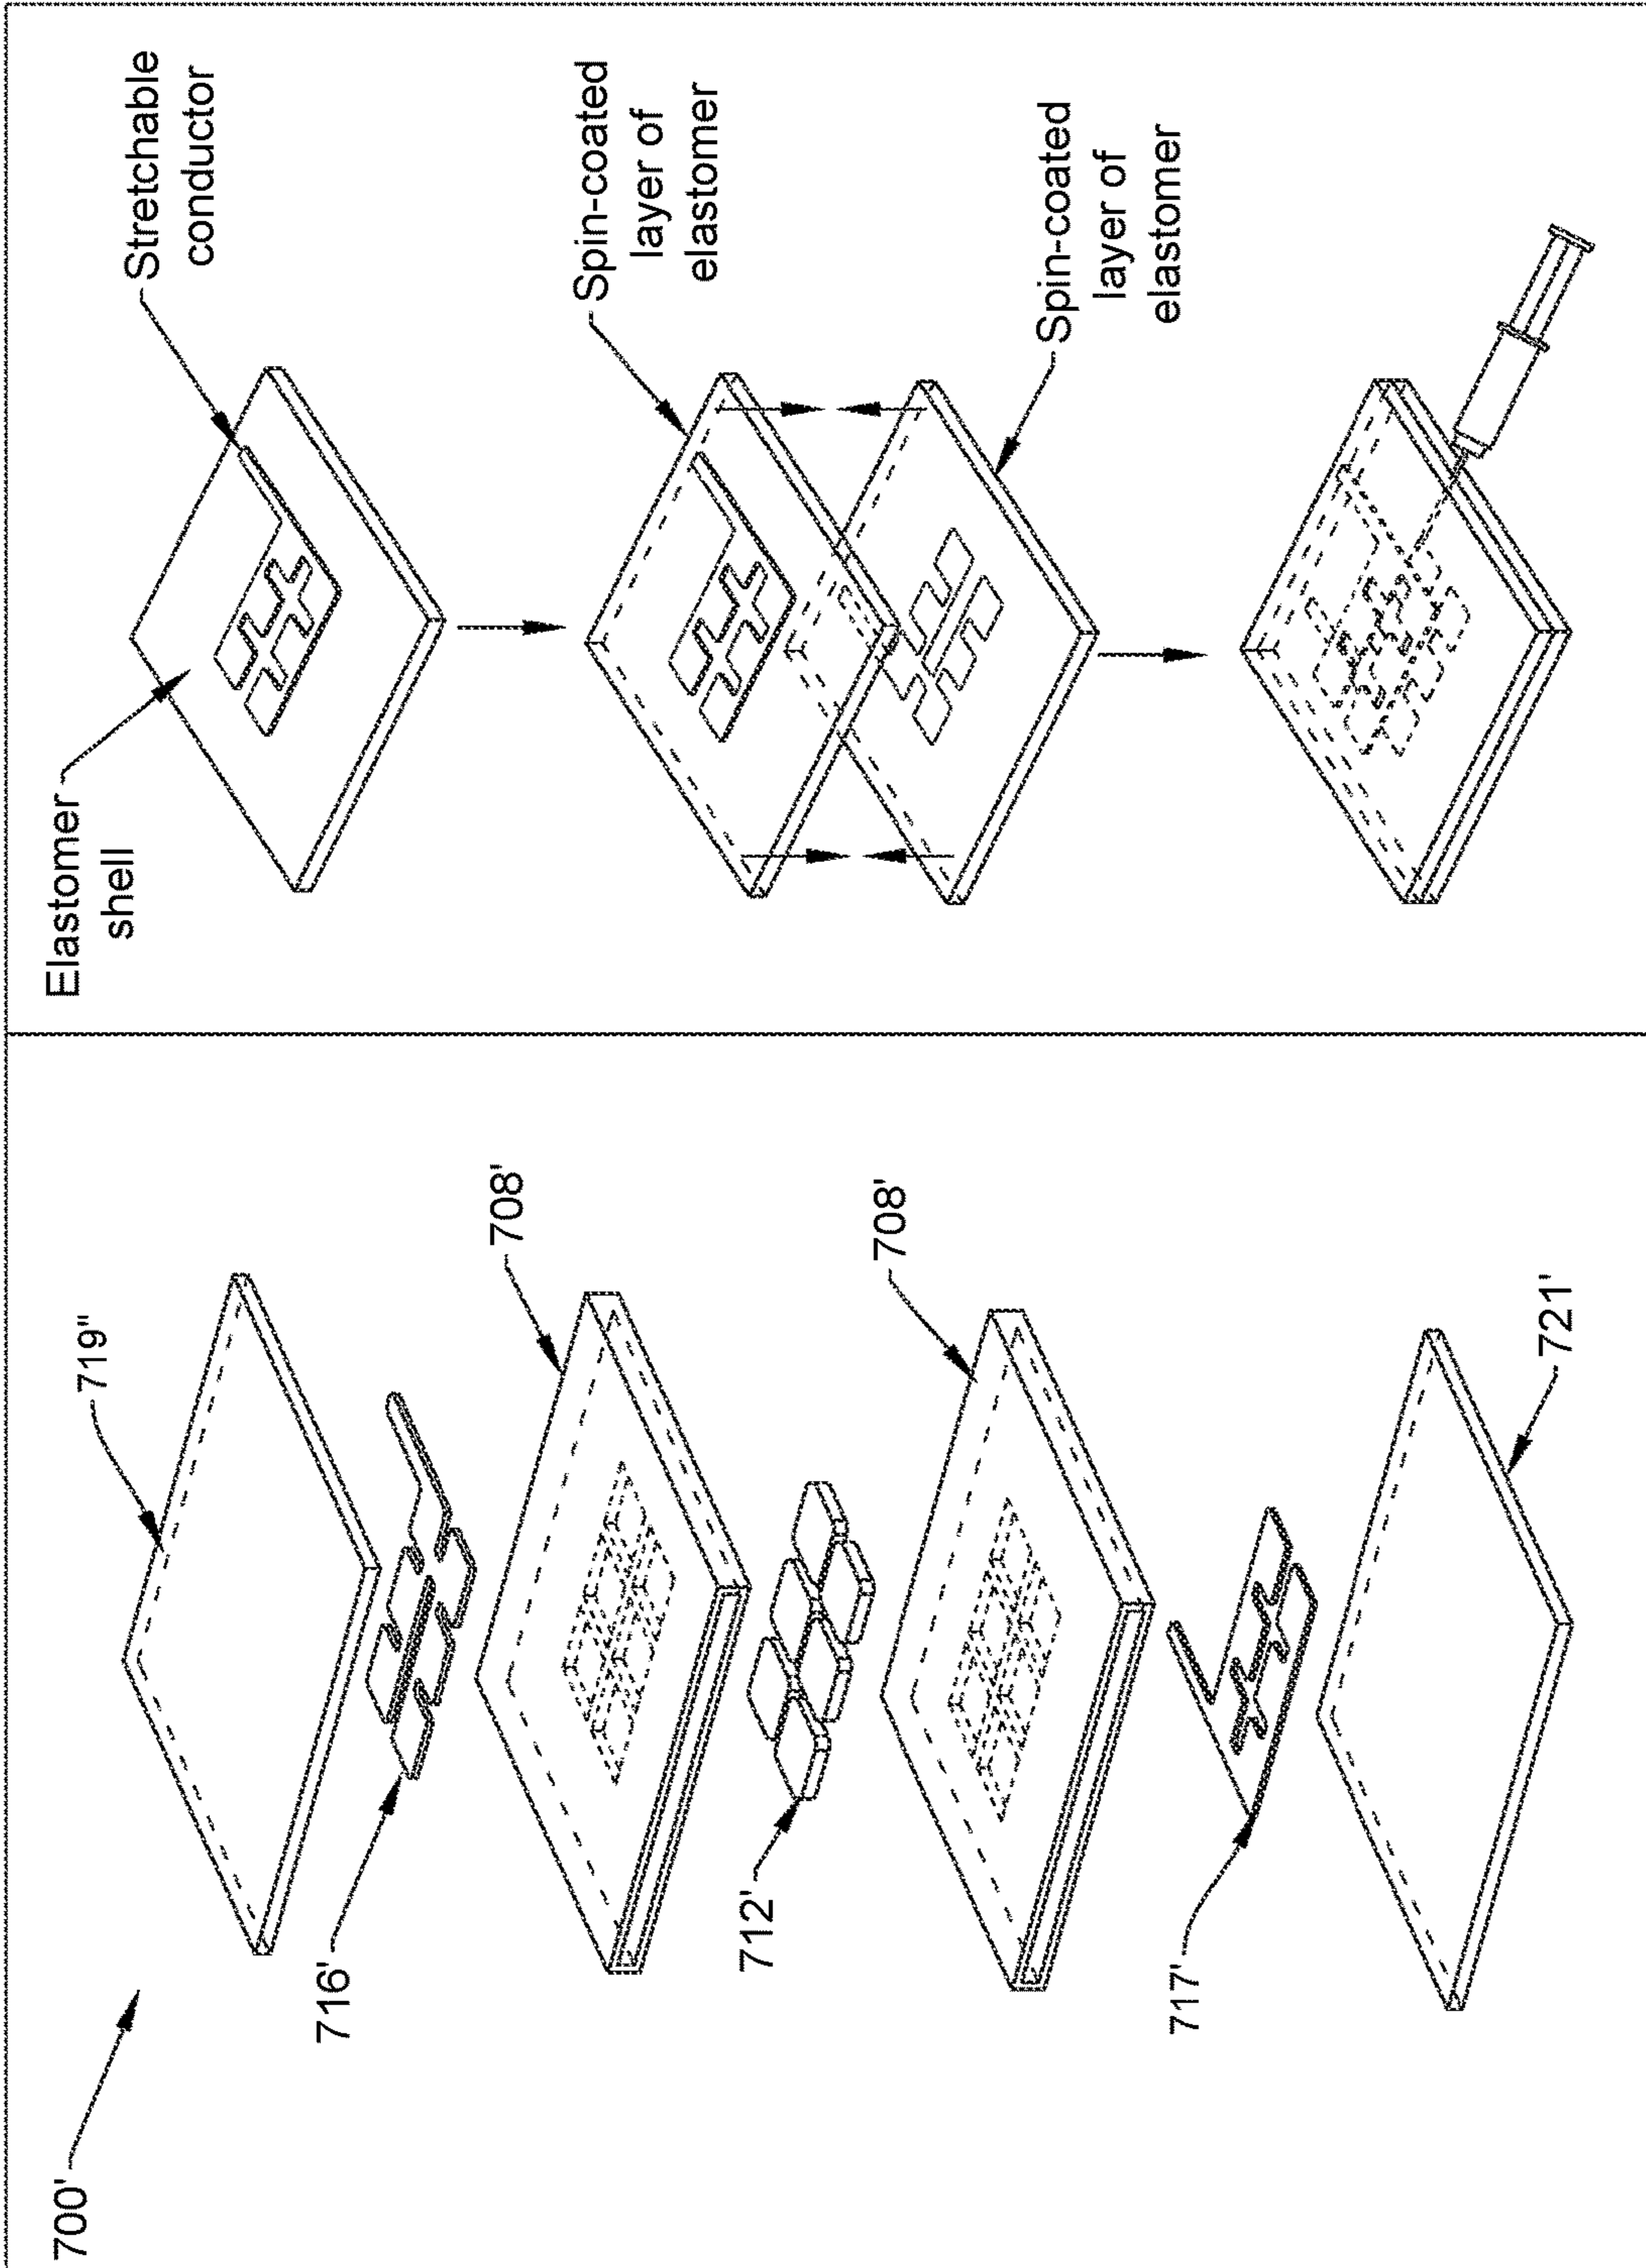 700'
719"
716'
708'
712'
708'
717'
721'
Elastomer
shell
Stretchable
conductor
Spin-coated
layer of
elastomer
Spin-coated
layer of
elastomer